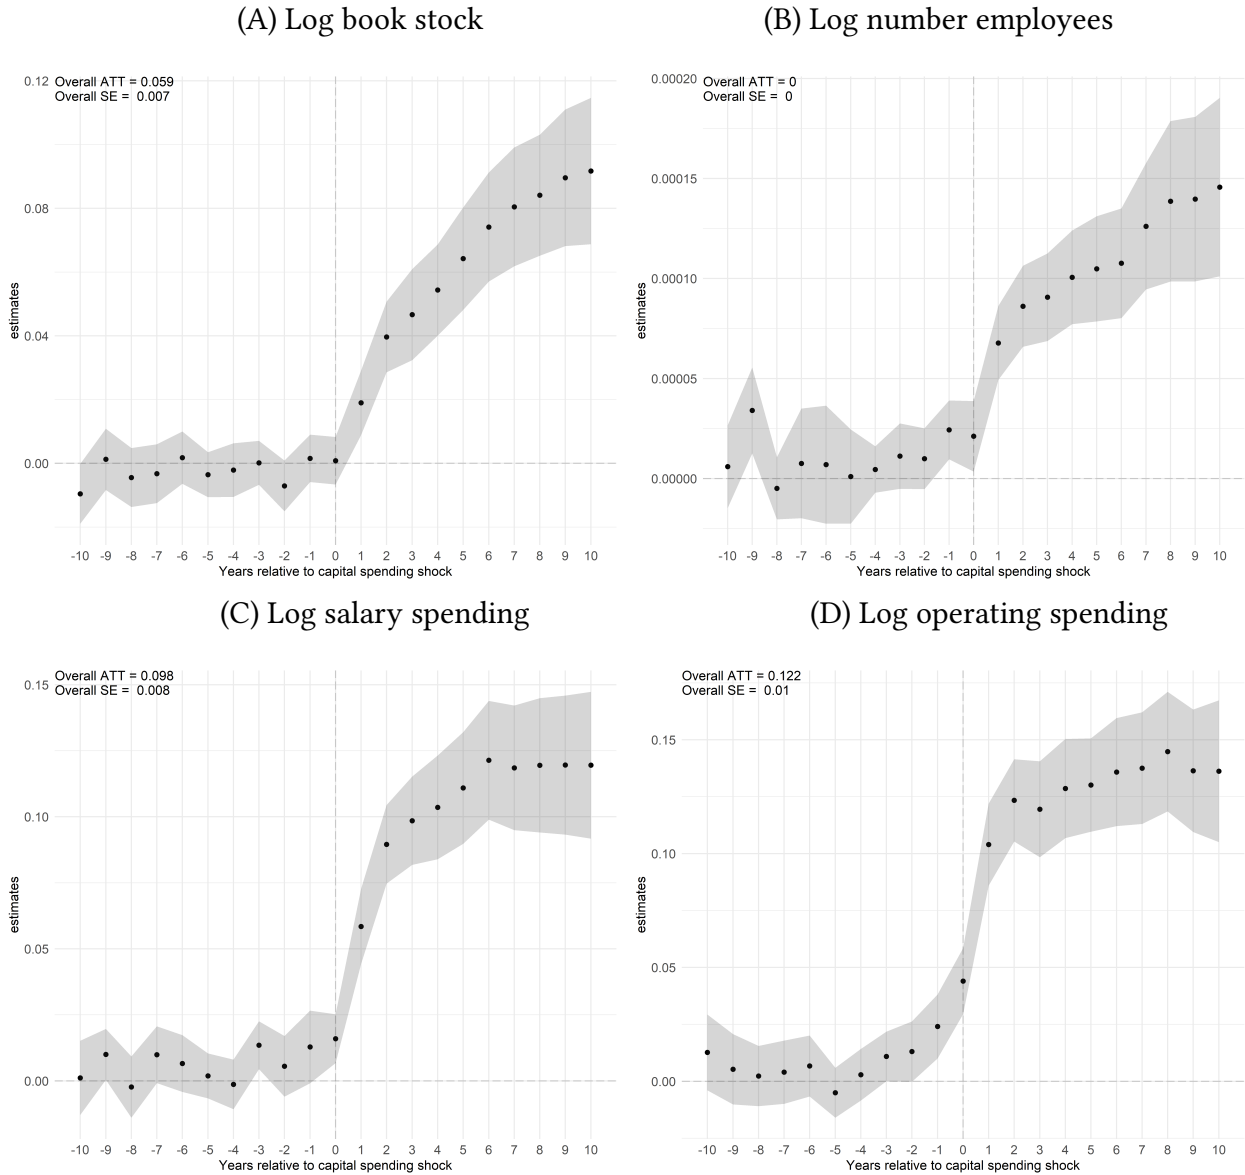 (A) Log book stock
Overall ATT = 0.059
Overall SE =  0.007
0.12
0.08
0.04
0.00
estimates
-10 -9 -8 -7 -6 -5 -4 -3 -2 -1 0 1 2 3 4 5 6 7 8 9 10
Years relative to capital spending shock
(B) Log number employees
Overall ATT = 0
Overall SE =  0
0.00020
0.00015
0.00010
0.00005
0.00000
estimates
-10 -9 -8 -7 -6 -5 -4 -3 -2 -1 0 1 2 3 4 5 6 7 8 9 10
Years relative to capital spending shock
(C) Log salary spending
Overall ATT = 0.098
Overall SE =  0.008
0.15
0.10
0.05
0.00
estimates
-10 -9 -8 -7 -6 -5 -4 -3 -2 -1 0 1 2 3 4 5 6 7 8 9 10
Years relative to capital spending shock
(D) Log operating spending
Overall ATT = 0.122
Overall SE =  0.01
0.15
0.10
0.05
0.00
estimates
-10 -9 -8 -7 -6 -5 -4 -3 -2 -1 0 1 2 3 4 5 6 7 8 9 10
Years relative to capital spending shock